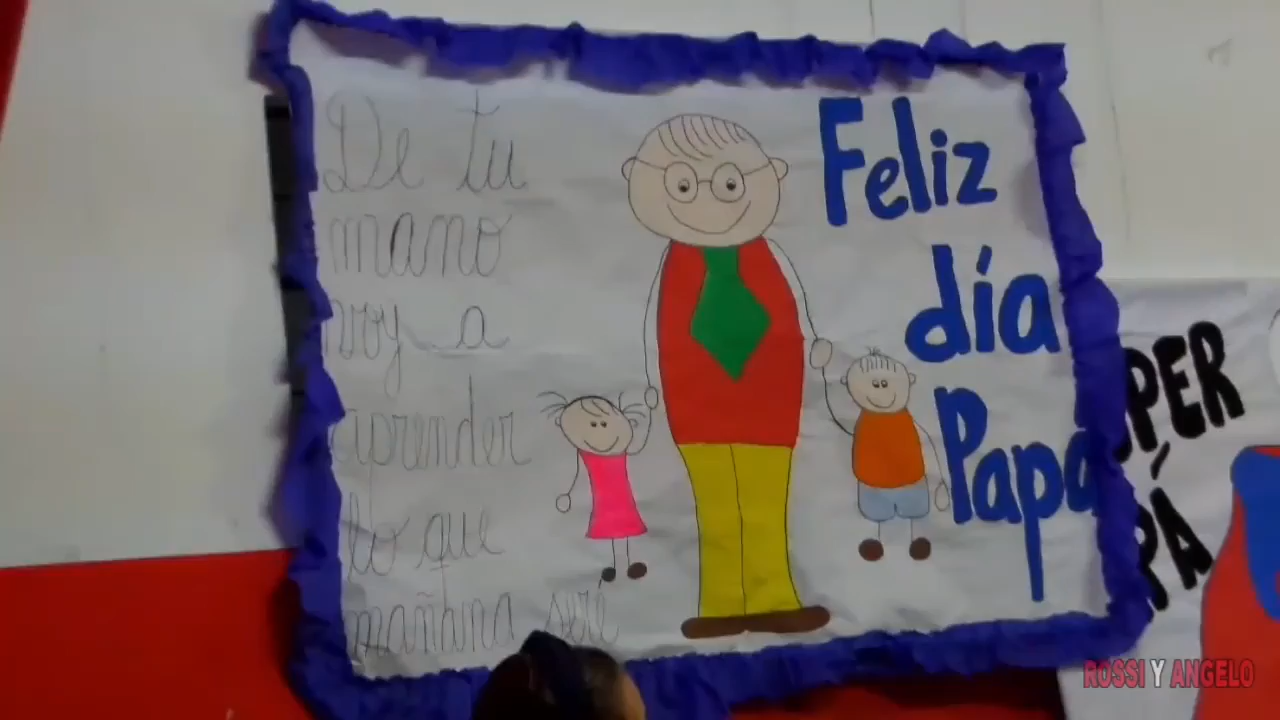 De tu
mano
voy a
aprender
lo que
mañana seré
Feliz
día
Papá
PER
PÁ
ROSSI Y ANGELO